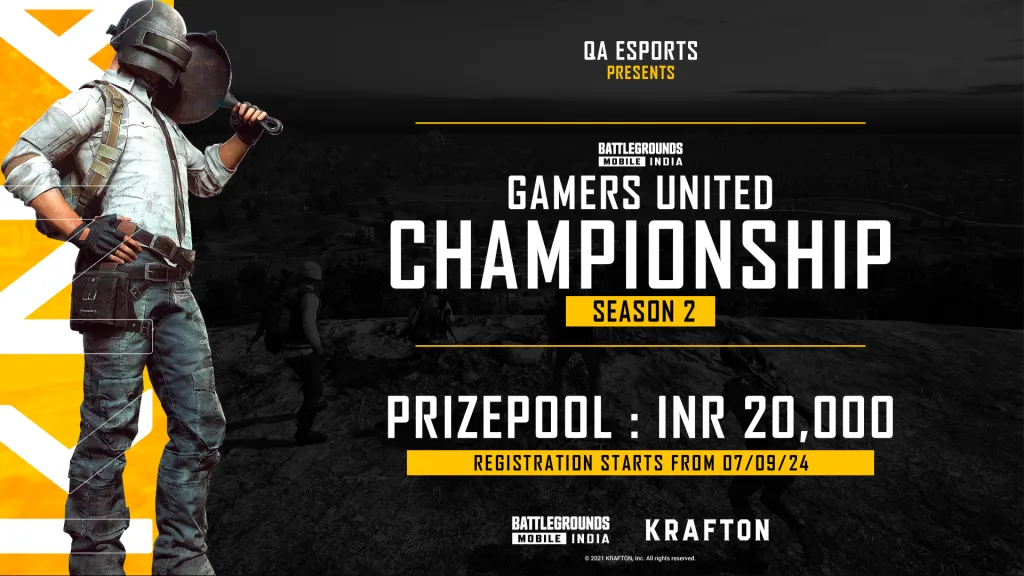 QA ESPORTS
PRESENTS
BATTLEGROUNDS
MOBILE INDIA
GAMERS UNITED
CHAMPIONSHIP
SEASON 2
PRIZEPOOL : INR 20,000
REGISTRATION STARTS FROM 07/09/24
BATTLEGROUNDS
MOBILE INDIA
KRAFTON
© 2021 KRAFTON, Inc. All rights reserved.